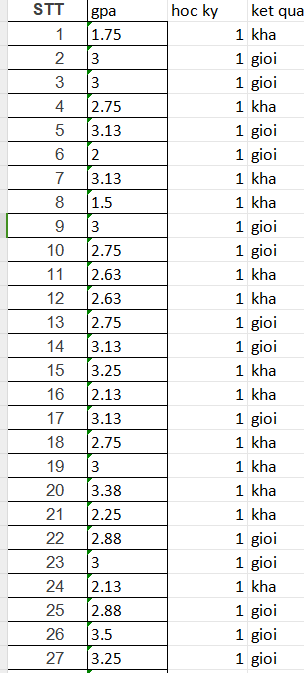 STT gpa hoc ky ket qua
1 1.75 1 kha
2 3 1 gioi
3 3 1 gioi
4 2.75 1 kha
5 3.13 1 gioi
6 2 1 gioi
7 3.13 1 kha
8 1.5 1 kha
9 3 1 gioi
10 2.75 1 gioi
11 2.63 1 kha
12 2.63 1 kha
13 2.75 1 gioi
14 3.13 1 gioi
15 3.25 1 kha
16 2.13 1 kha
17 3.13 1 gioi
18 2.75 1 kha
19 3 1 kha
20 3.38 1 kha
21 2.25 1 kha
22 2.88 1 gioi
23 3 1 gioi
24 2.13 1 kha
25 2.88 1 gioi
26 3.5 1 gioi
27 3.25 1 gioi